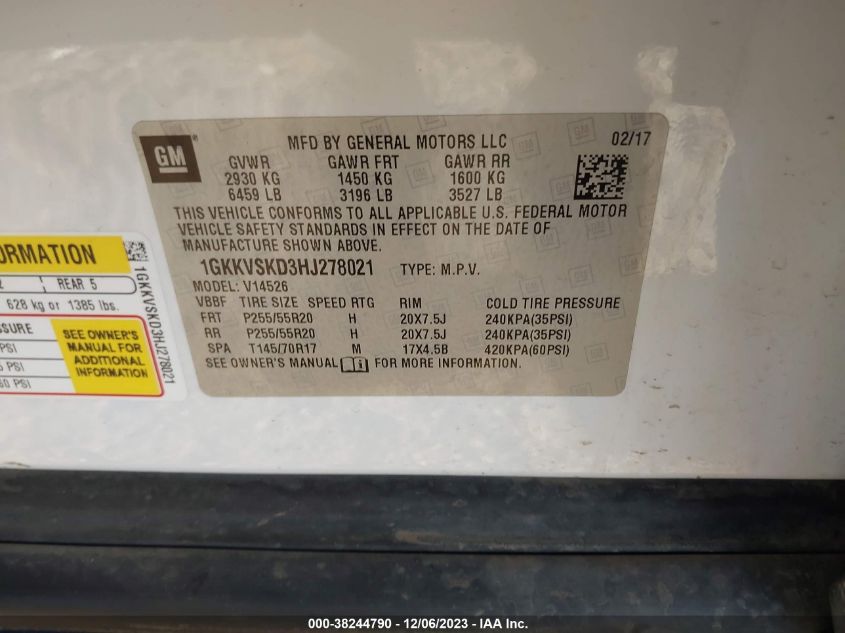 GM
MFD BY GENERAL MOTORS LLC 02/17
GVWR GAWR FRT GAWR RR
2930 KG 1450 KG 1600 KG
6459 LB 3196 LB 3527 LB
THIS VEHICLE CONFORMS TO ALL APPLICABLE U.S. FEDERAL MOTOR
VEHICLE SAFETY STANDARDS IN EFFECT ON THE DATE OF
MANUFACTURE SHOWN ABOVE.
1GKKVSKD3HJ278021 TYPE: M.P.V.
MODEL: V14526
VBBF TIRE SIZE SPEED RTG RIM COLD TIRE PRESSURE
FRT P255/55R20 H 20X7.5J 240KPA(35PSI)
RR P255/55R20 H 20X7.5J 240KPA(35PSI)
SPA T145/70R17 M 17X4.5B 420KPA(60PSI)
SEE OWNER'S MANUAL FOR MORE INFORMATION.
ORMATION
REAR 5
628 kg or 1385 lbs.
SSURE
PSI
PSI
60 PSI
SEE OWNER'S
MANUAL FOR
ADDITIONAL
INFORMATION
1GKKVSKD3HJ278021
000-38244790 - 12/06/2023 - IAA Inc.